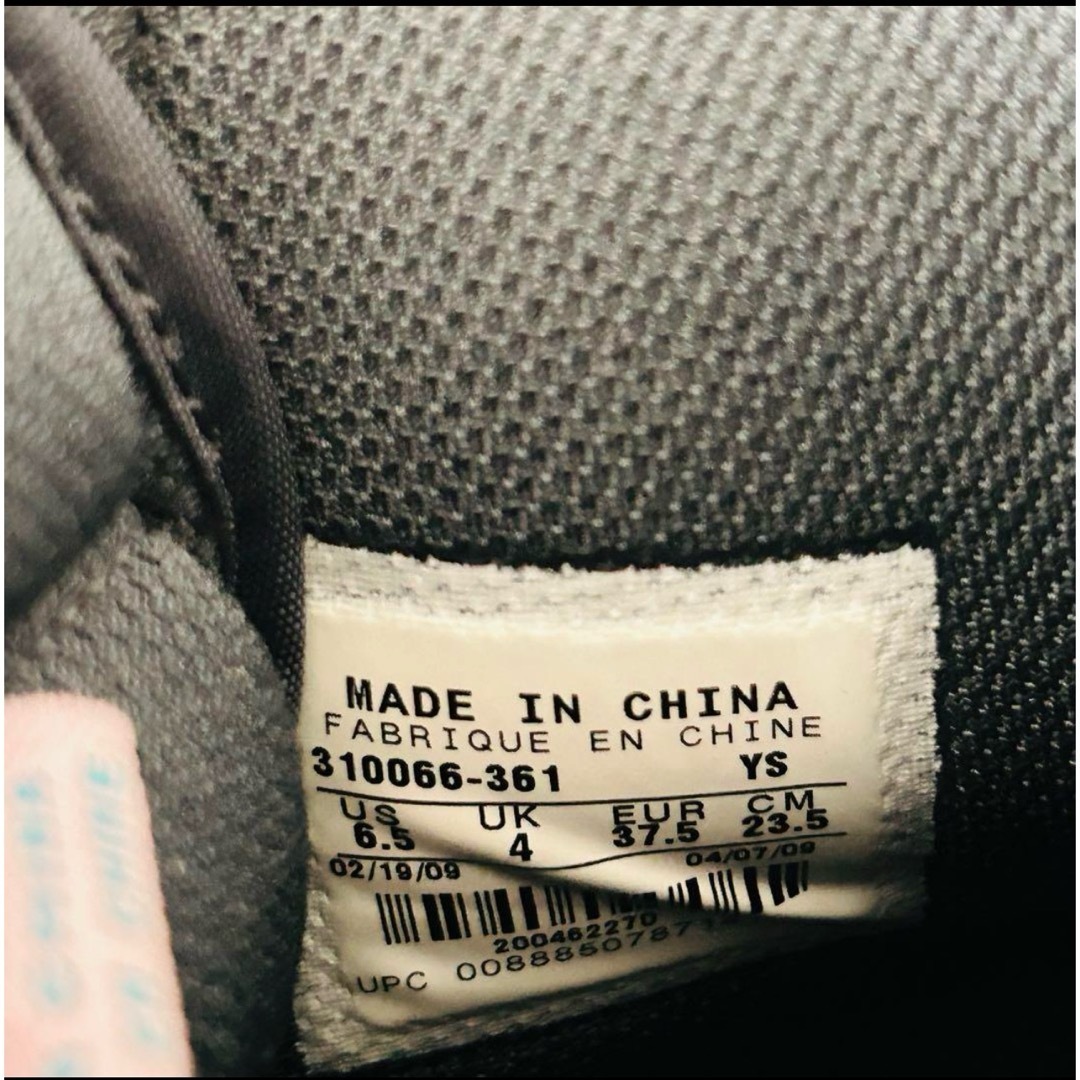 MADE IN CHINA
FABRIQUE EN CHINE
310066-361 YS
US UK EUR CM
6.5 4 37.5 23.5
02/19/09 04/07/09
200462270
UPC